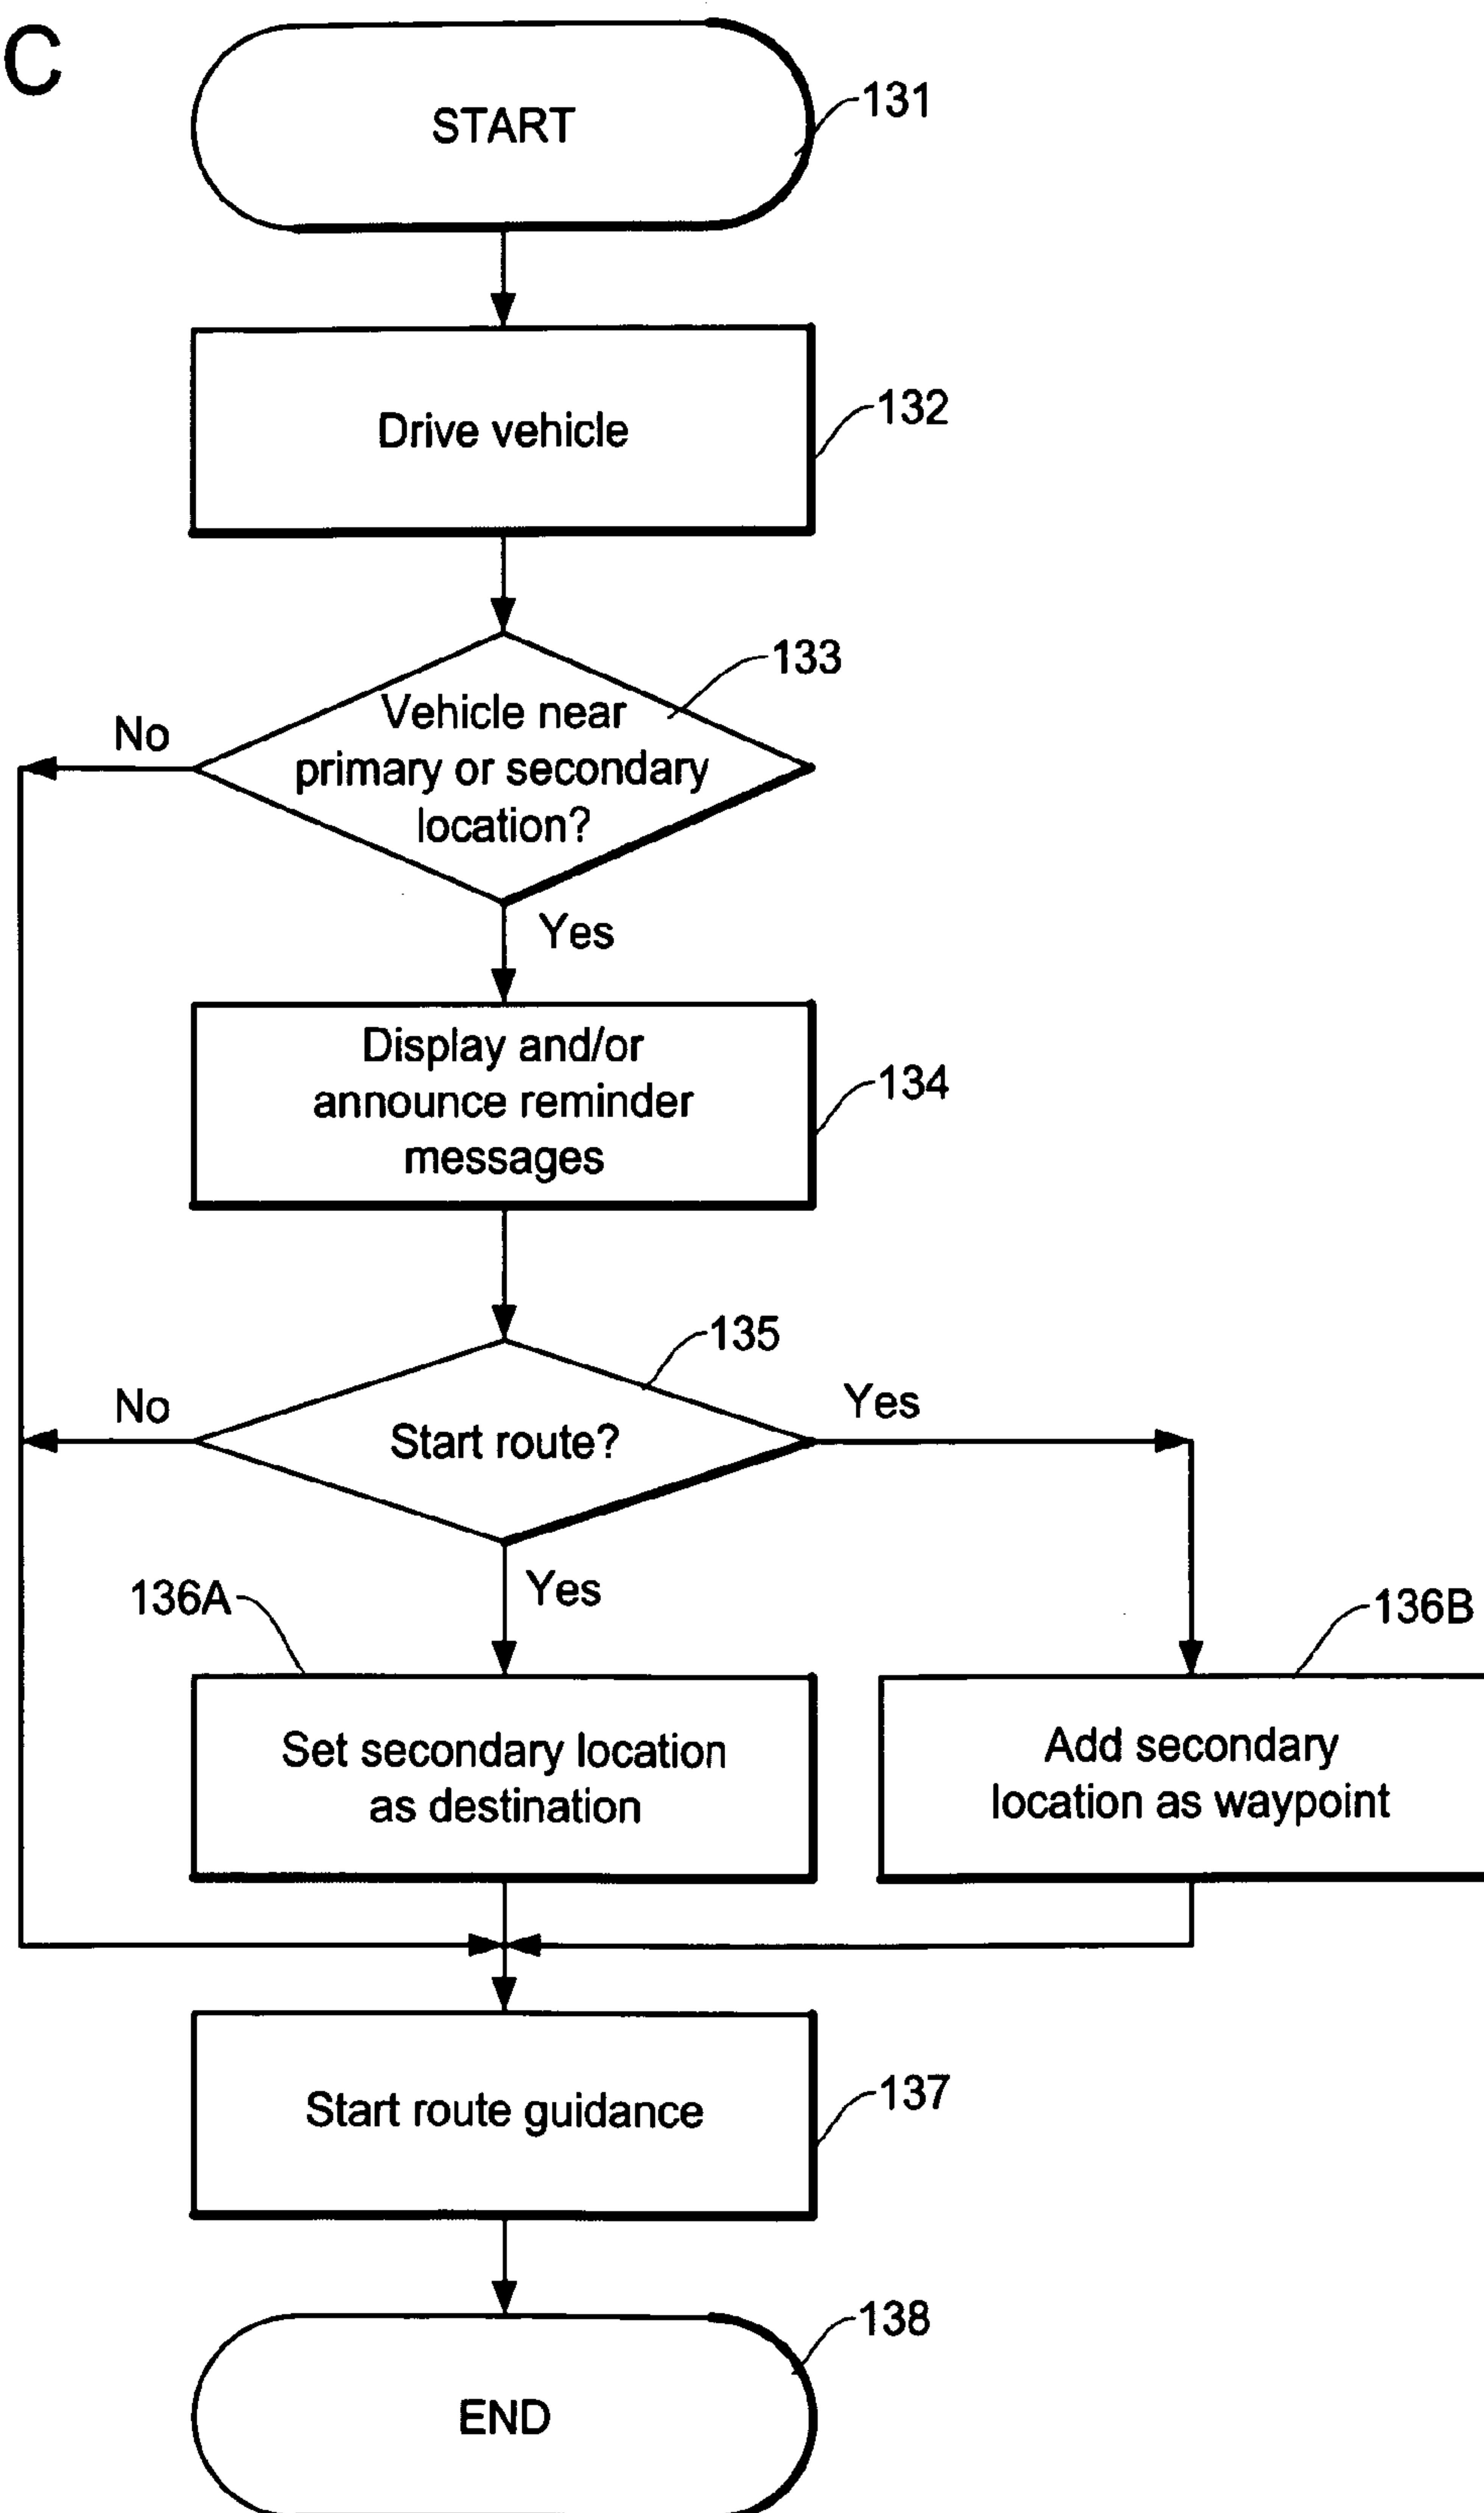 C
START
131
Drive vehicle
132
133
Vehicle near
primary or secondary
location?
No
Yes
Display and/or
announce reminder
messages
134
135
Start route?
No
Yes
Yes
136A
136B
Set secondary location
as destination
Add secondary
location as waypoint
Start route guidance
137
138
END